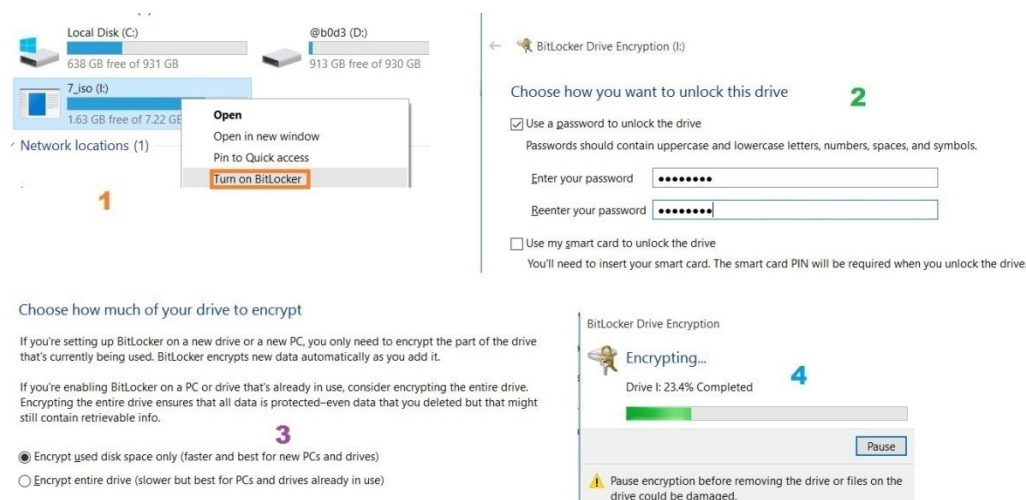 Local Disk (C:)
638 GB free of 931 GB
@b0d3 (D:)
913 GB free of 930 GB
7_iso (I:)
1.63 GB free of 7.22 GB
Network locations (1)
Open
Open in new window
Pin to Quick access
Turn on BitLocker
1
BitLocker Drive Encryption (I:)
Choose how you want to unlock this drive
2
Use a password to unlock the drive
Passwords should contain uppercase and lowercase letters, numbers, spaces, and symbols.
Enter your password
Reenter your password
Use my smart card to unlock the drive
You'll need to insert your smart card. The smart card PIN will be required when you unlock the drive.
Choose how much of your drive to encrypt
If you're setting up BitLocker on a new drive or a new PC, you only need to encrypt the part of the drive
that's currently being used. BitLocker encrypts new data automatically as you add it.
If you're enabling BitLocker on a PC or drive that's already in use, consider encrypting the entire drive.
Encrypting the entire drive ensures that all data is protected–even data that you deleted but that might
still contain retrievable info.
3
Encrypt used disk space only (faster and best for new PCs and drives)
Encrypt entire drive (slower but best for PCs and drives already in use)
BitLocker Drive Encryption
Encrypting...
Drive I: 23.4% Completed
4
Pause
Pause encryption before removing the drive or files on the
drive could be damaged.